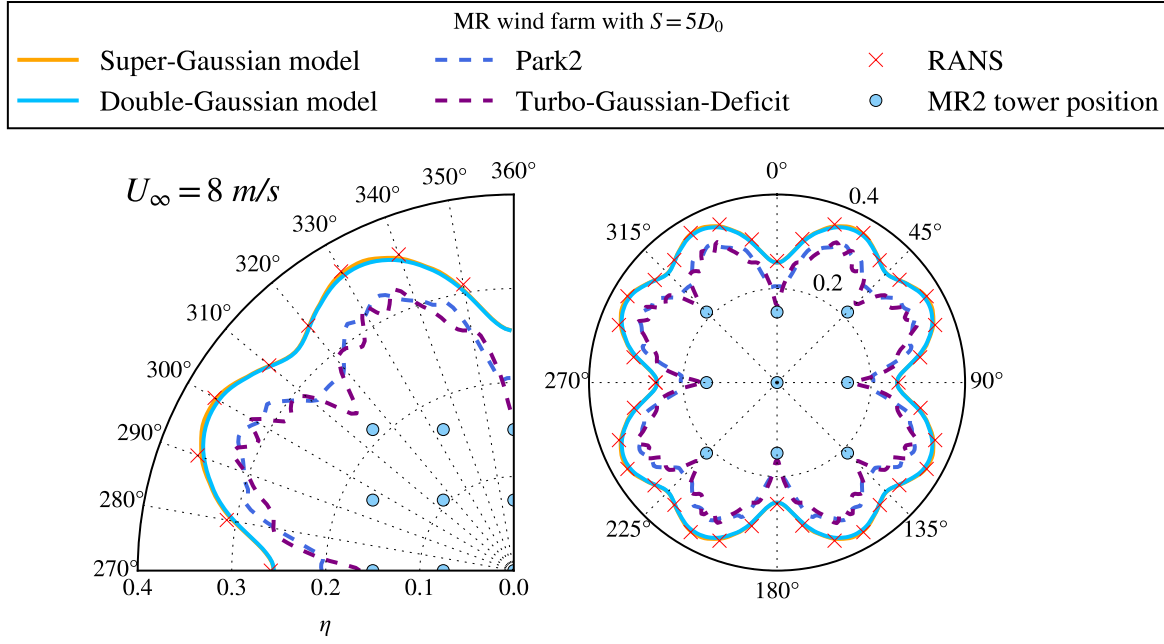 MR wind farm with S=5D₀
Super-Gaussian model
Park2
RANS
Double-Gaussian model
Turbo-Gaussian-Deficit
MR2 tower position
U∞=8 m/s
360°
350°
340°
330°
320°
310°
300°
290°
280°
270°
0.4
0.3
0.2
0.1
0.0
η
0°
0.4
45°
0.2
90°
135°
180°
225°
270°
315°